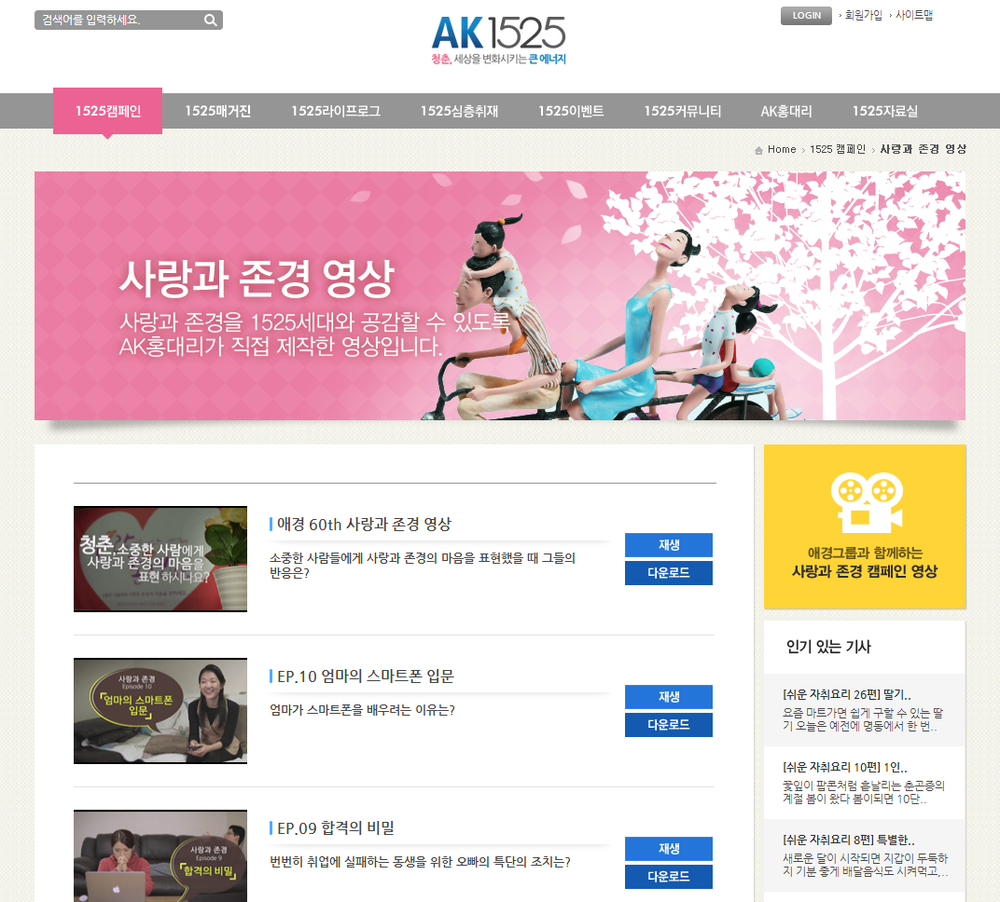 검색어를 입력하세요.
AK1525
청춘, 세상을 변화시키는 큰 에너지
LOGIN
회원가입
사이트맵
1525캠페인
1525매거진
1525라이프로그
1525심층취재
1525이벤트
1525커뮤니티
AK홍대리
1525자료실
Home > 1525 캠페인 > 사랑과 존경 영상
사랑과 존경 영상
사랑과 존경을 1525세대와 공감할 수 있도록
AK홍대리가 직접 제작한 영상입니다.
청춘, 소중한 사람에게
사랑과 존경의 마음을
표현 하시나요?
애경 60th 사랑과 존경 영상
소중한 사람들에게 사랑과 존경의 마음을 표현했을 때 그들의
반응은?
재생
다운로드
사랑과 존경
Episode 10
「엄마의 스마트폰
입문」
EP.10 엄마의 스마트폰 입문
엄마가 스마트폰을 배우려는 이유는?
재생
다운로드
사랑과 존경
Episode 9
「합격의 비밀」
EP.09 합격의 비밀
번번히 취업에 실패하는 동생을 위한 오빠의 특단의 조치는?
재생
다운로드
애경그룹과 함께하는
사랑과 존경 캠페인 영상
인기 있는 기사
[쉬운 자취요리 26편] 딸기..
요즘 마트가면 쉽게 구할 수 있는 딸
기 오늘은 예전에 명동에서 한 번..
[쉬운 자취요리 10편] 1인..
꽃잎이 팝콘처럼 흩날리는 춘곤증의
계절 봄이 왔다 봄이되면 10단..
[쉬운 자취요리 8편] 특별한..
새로운 달이 시작되면 지갑이 두둑하
지 기분 좋게 배달음식도 시켜먹고,..